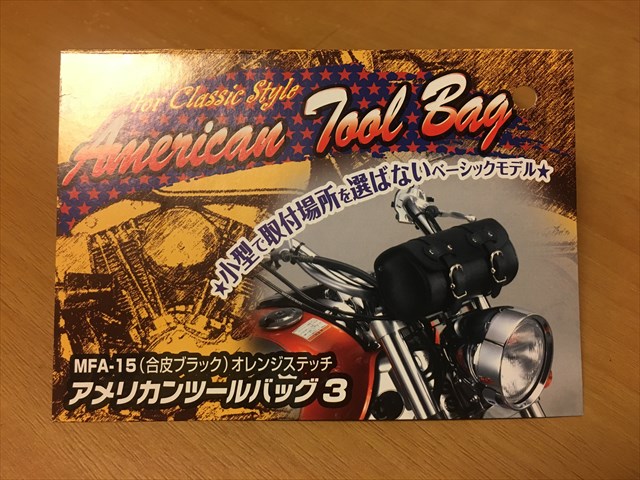 for Classic Style
American Tool Bag
★小型で取付場所を選ばないベーシックモデル★
MFA-15(合皮ブラック)オレンジステッチ
アメリカンツールバッグ3